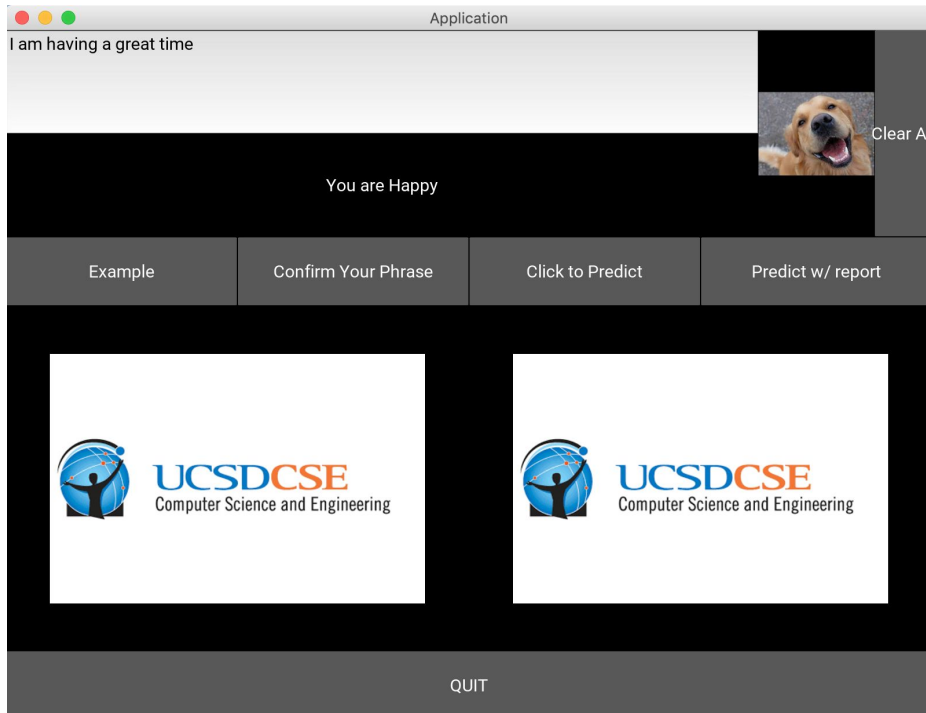 Application
I am having a great time
Clear A
You are Happy
Example
Confirm Your Phrase
Click to Predict
Predict w/ report
UCSDCSE
Computer Science and Engineering
UCSDCSE
Computer Science and Engineering
QUIT